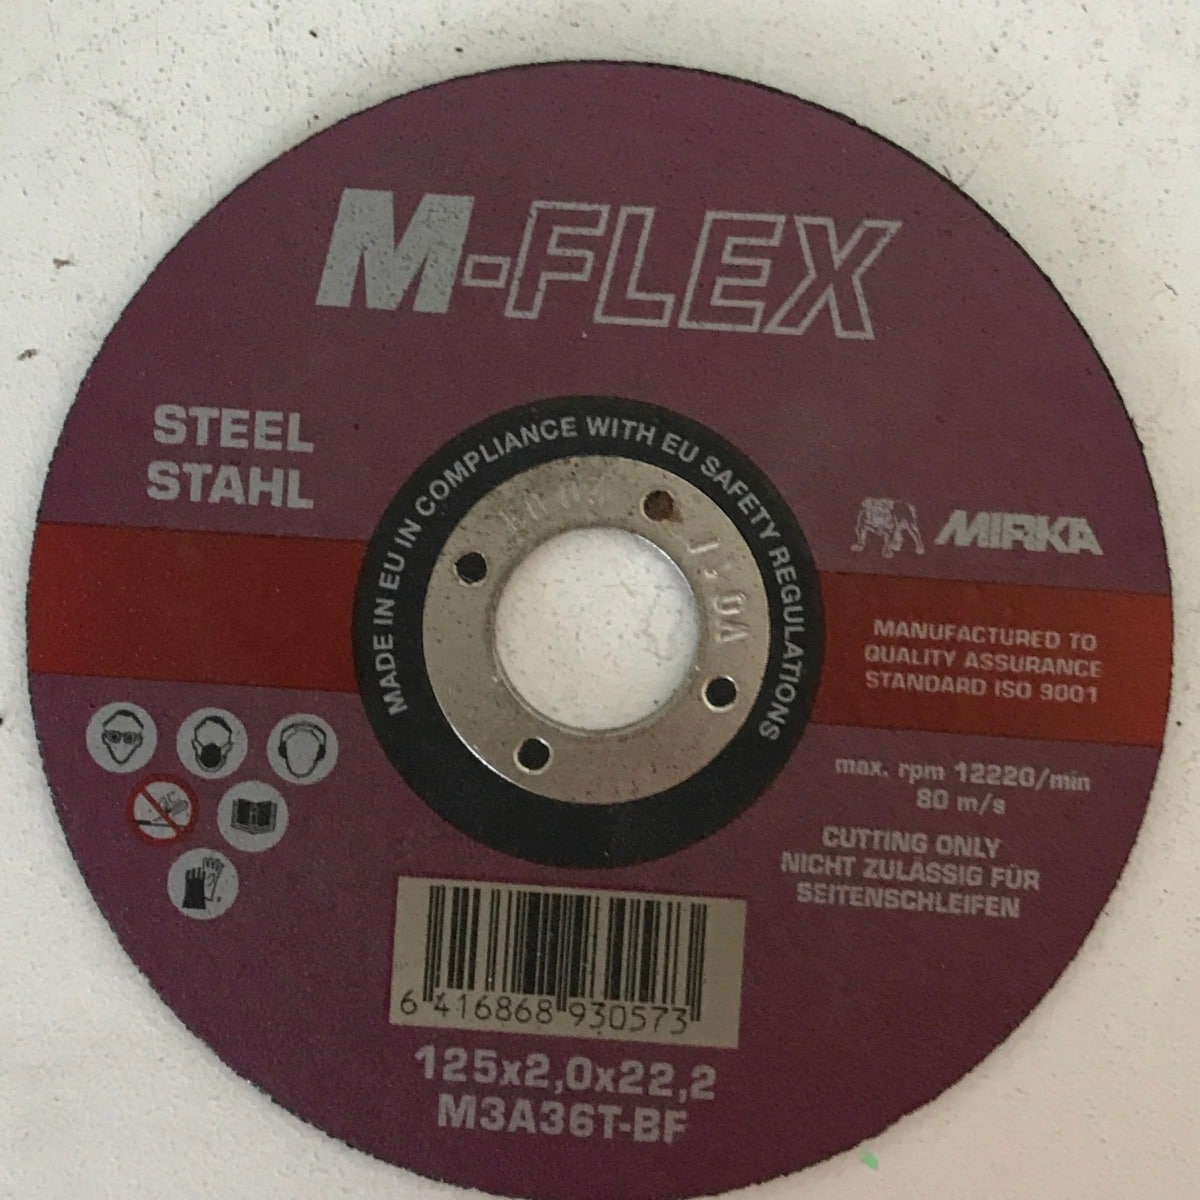 M-FLEX
STEEL
STAHL
MADE IN EU IN COMPLIANCE WITH EU SAFETY REGULATIONS
MIRKA
MANUFACTURED TO
QUALITY ASSURANCE
STANDARD ISO 9001
max. rpm 12220/min
80 m/s
CUTTING ONLY
NICHT ZULÄSSIG FÜR
SEITENSCHLEIFEN
6 416868 930573
125x2,0x22,2
M3A36T-BF